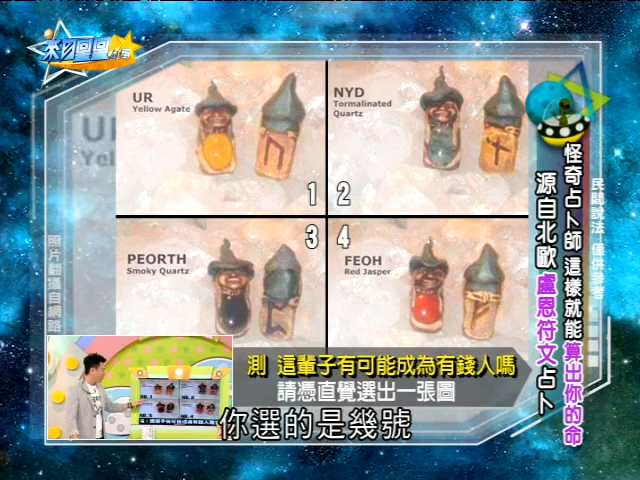 UR
Yellow Agate
1
NYD
Tormalinated
Quartz
2
PEORTH
Smoky Quartz
3
FEOH
Red Jasper
4
怪奇占卜師 這樣就能算出你的命
源自北歐盧恩符文占卜
民間說法 僅供參考
照片翻攝自網路
測 這輩子有可能成為有錢人嗎
請憑直覺選出一張圖
你選的是幾號